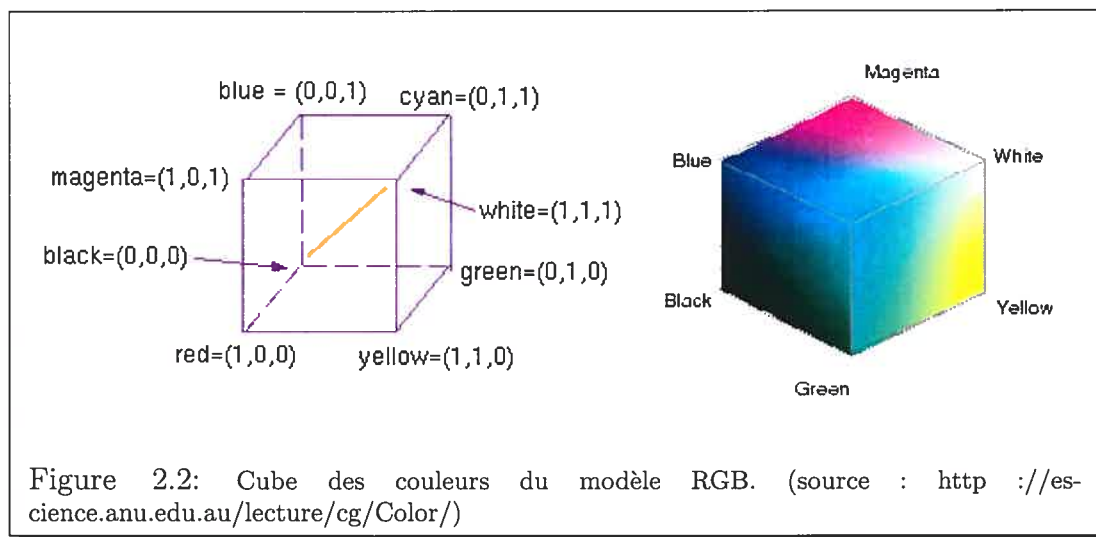 blue = (0,0,1)
cyan=(0,1,1)
magenta=(1,0,1)
white=(1,1,1)
black=(0,0,0)
green=(0,1,0)
red=(1,0,0)
yellow=(1,1,0)
Magenta
Blue
White
Black
Yellow
Green
Figure 2.2: Cube des couleurs du modèle RGB. (source : http ://es-
cience.anu.edu.au/lecture/cg/Color/)